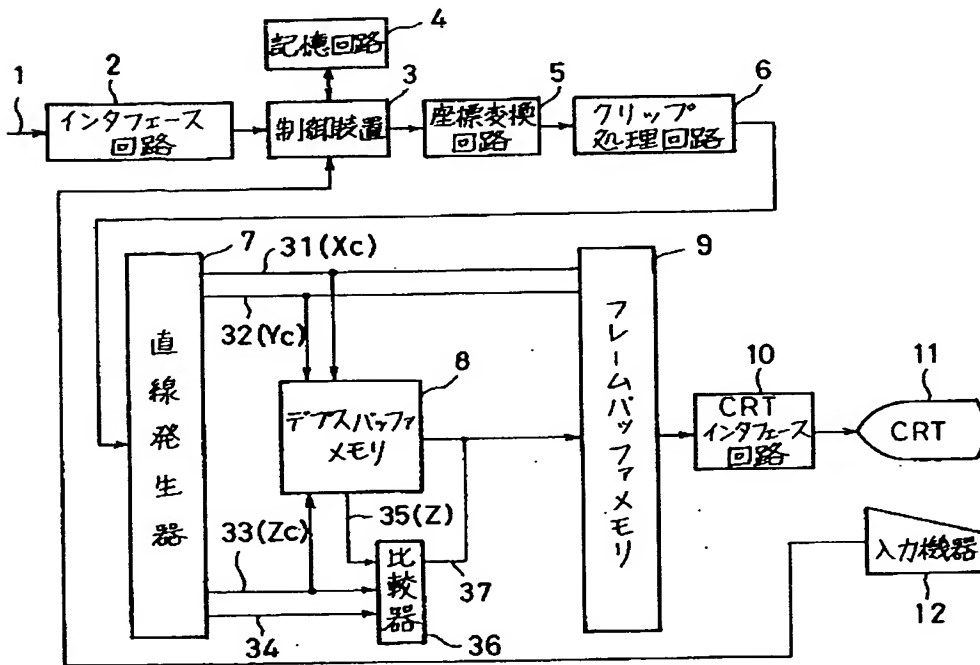 4
記憶回路
1
2
インタフェース
回路
3
制御装置
5
座標変換
回路
6
クリップ
処理回路
7
直線発生器
31(Xc)
32(Yc)
8
デプスバッファ
メモリ
33(Zc)
34
35(Z)
比較器
36
37
9
フレームバッファメモリ
10
CRT
インタフェース
回路
11
CRT
入力機器
12